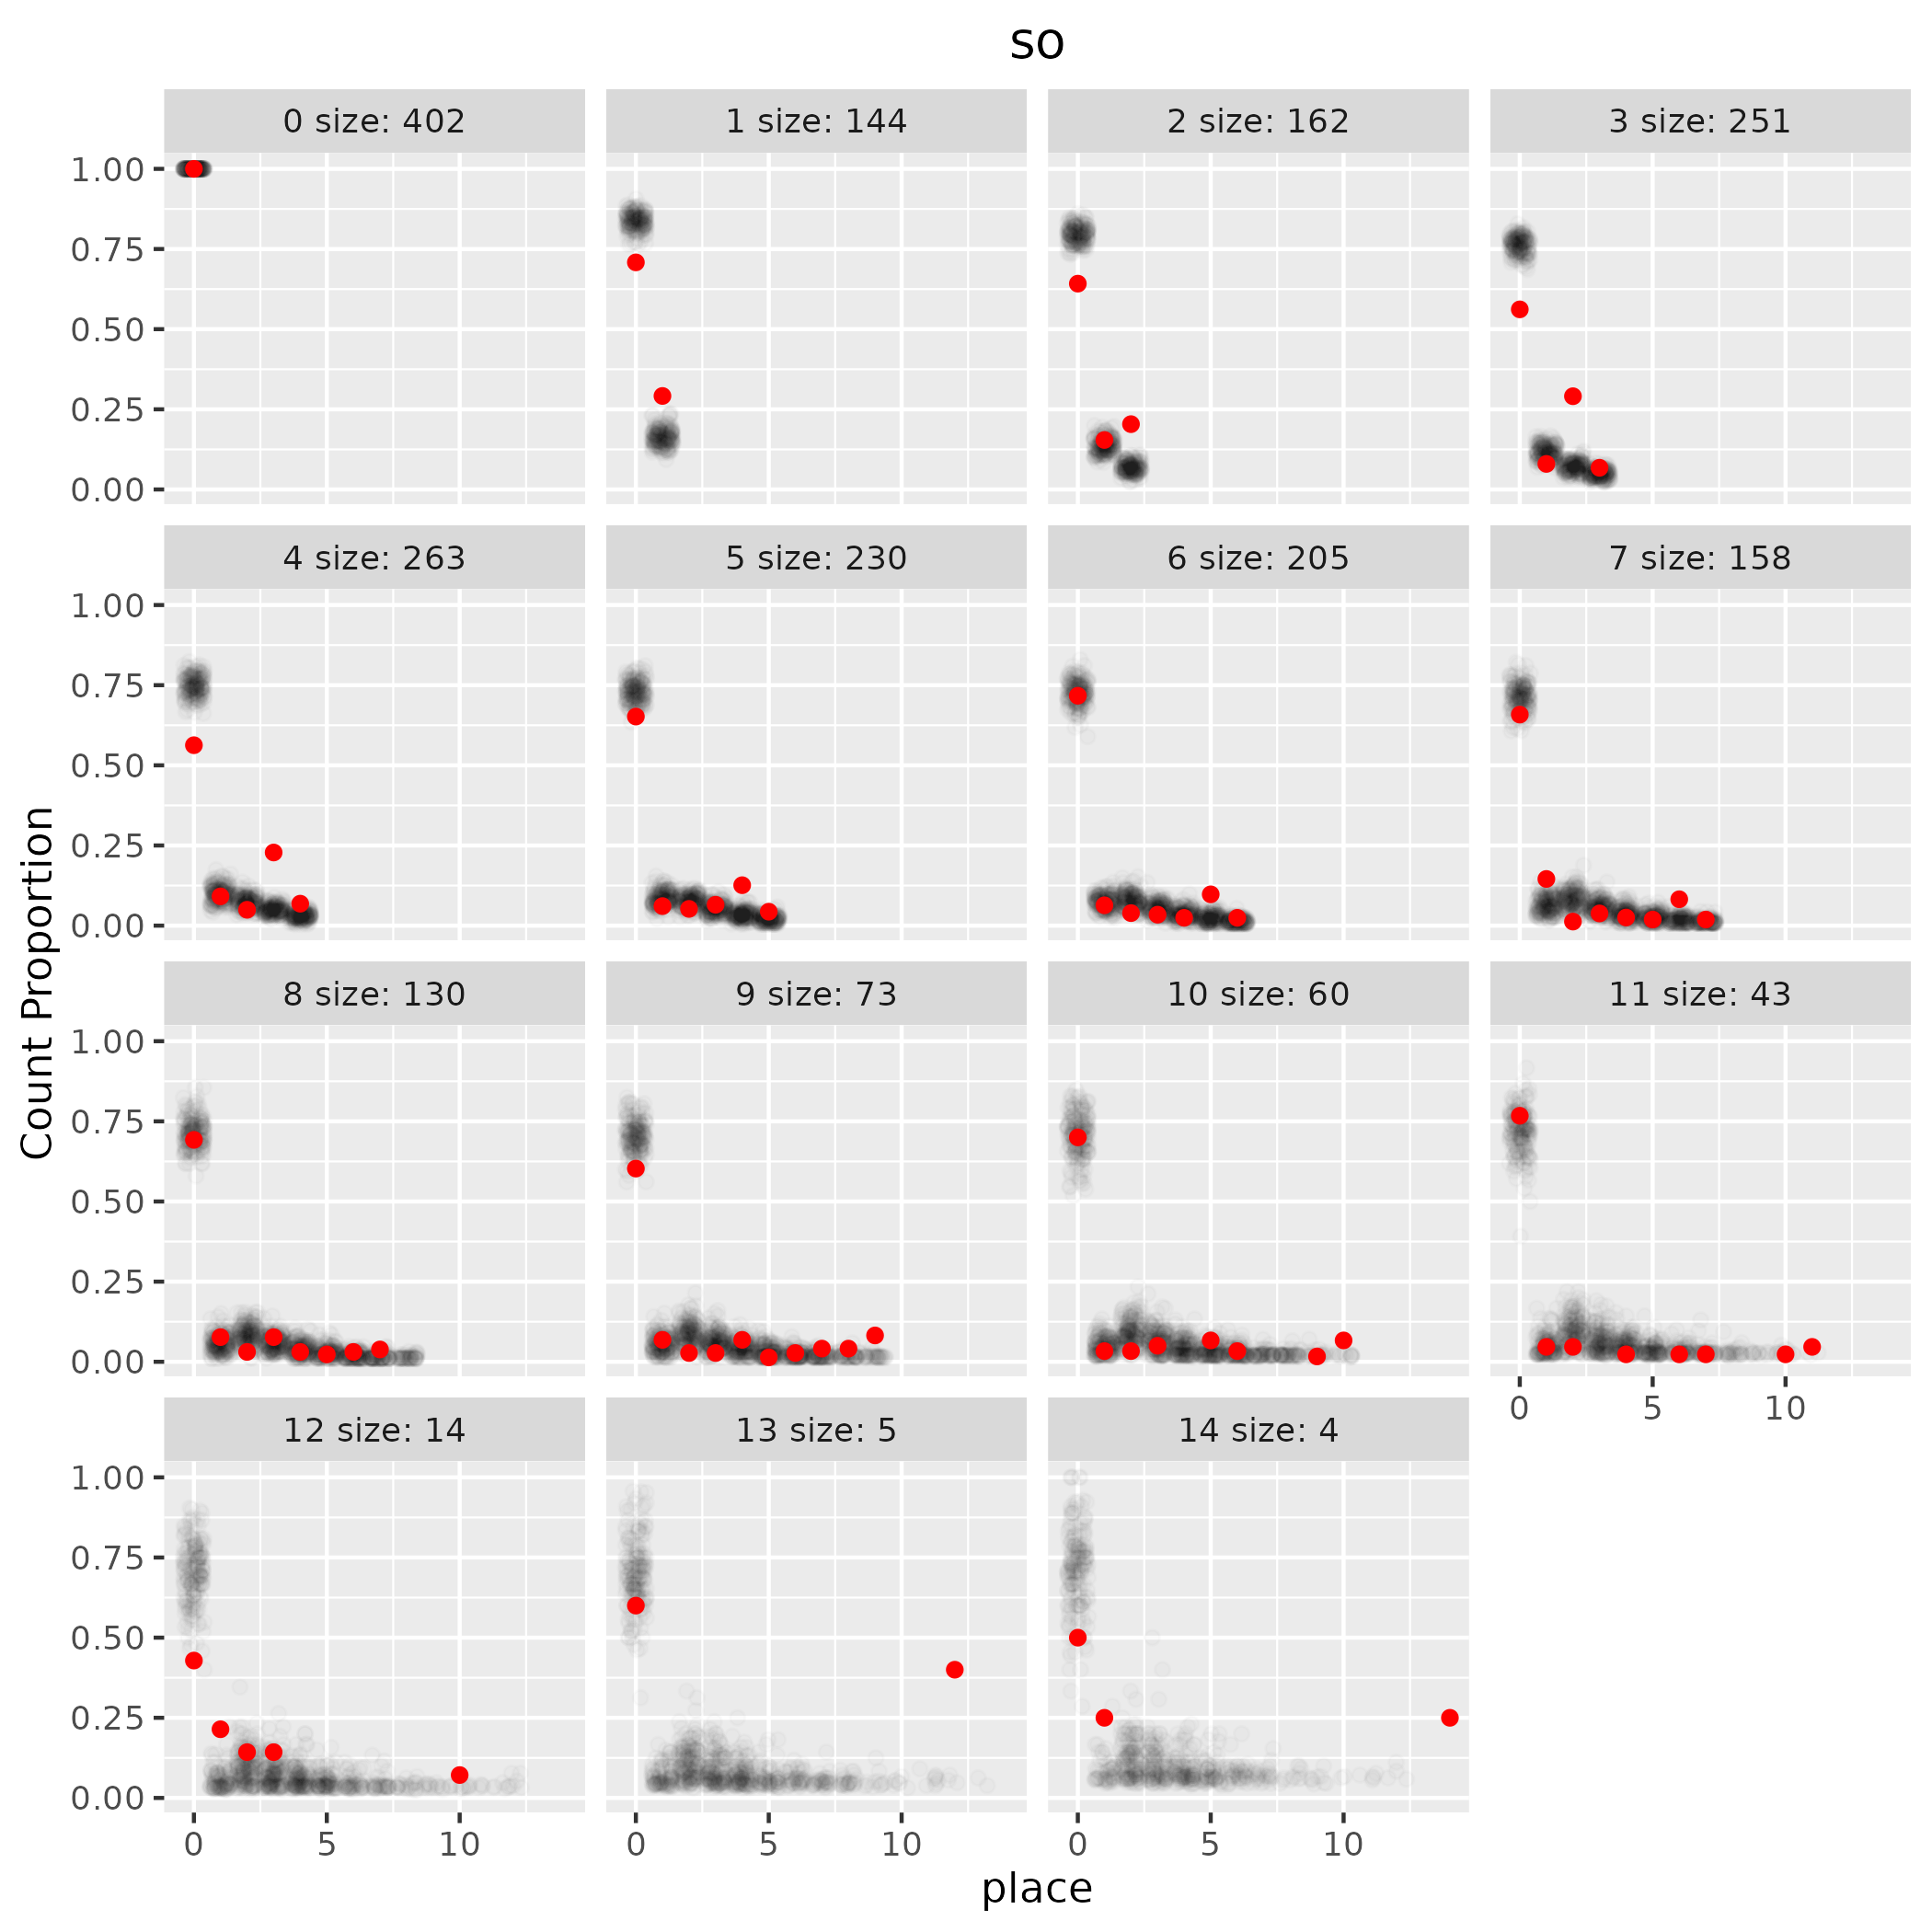 so
0 size: 402
1 size: 144
2 size: 162
3 size: 251
1.00
0.75
0.50
0.25
0.00
4 size: 263
5 size: 230
6 size: 205
7 size: 158
1.00
0.75
0.50
0.25
0.00
Count Proportion
8 size: 130
9 size: 73
10 size: 60
11 size: 43
1.00
0.75
0.50
0.25
0.00
0 5 10
12 size: 14
13 size: 5
14 size: 4
1.00
0.75
0.50
0.25
0.00
0 5 10
0 5 10
0 5 10
place